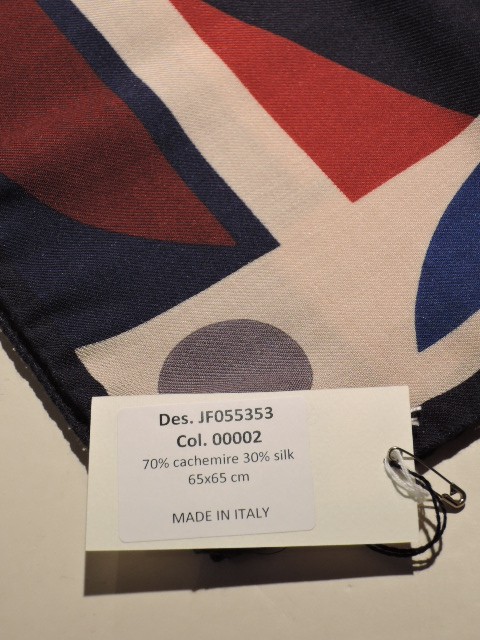 Des. JF055353
Col. 00002
70% cachemire 30% silk
65x65 cm
MADE IN ITALY